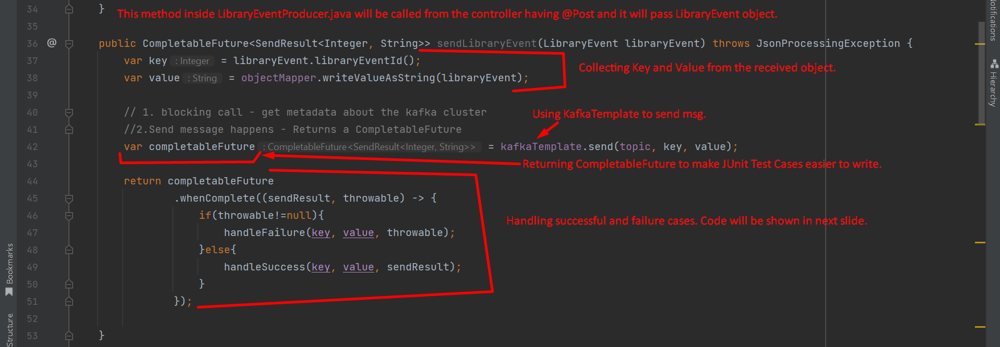 34 }
This method inside LibraryEventProducer.java will be called from the controller having @Post and it will pass LibraryEvent object.
35
36 @ public CompletableFuture<SendResult<Integer, String>> sendLibraryEvent(LibraryEvent libraryEvent) throws JsonProcessingException {
37 var key : Integer = libraryEvent.libraryEventId();
Collecting Key and Value from the received object.
38 var value : String = objectMapper.writeValueAsString(libraryEvent);
39
40 // 1. blocking call - get metadata about the kafka cluster
Using KafkaTemplate to send msg.
41 //2.Send message happens - Returns a CompletableFuture
42 var completableFuture : CompletableFuture<SendResult<Integer, String>> = kafkaTemplate.send(topic, key, value);
43
Returning CompletableFuture to make JUnit Test Cases easier to write.
44 return completableFuture
45 .whenComplete((sendResult, throwable) -> {
46 if(throwable!=null){
Handling successful and failure cases. Code will be shown in next slide.
47 handleFailure(key, value, throwable);
48 }else{
49 handleSuccess(key, value, sendResult);
50 }
51 });
52
53 }
Bookmarks
Structure
Notifications
Hierarchy